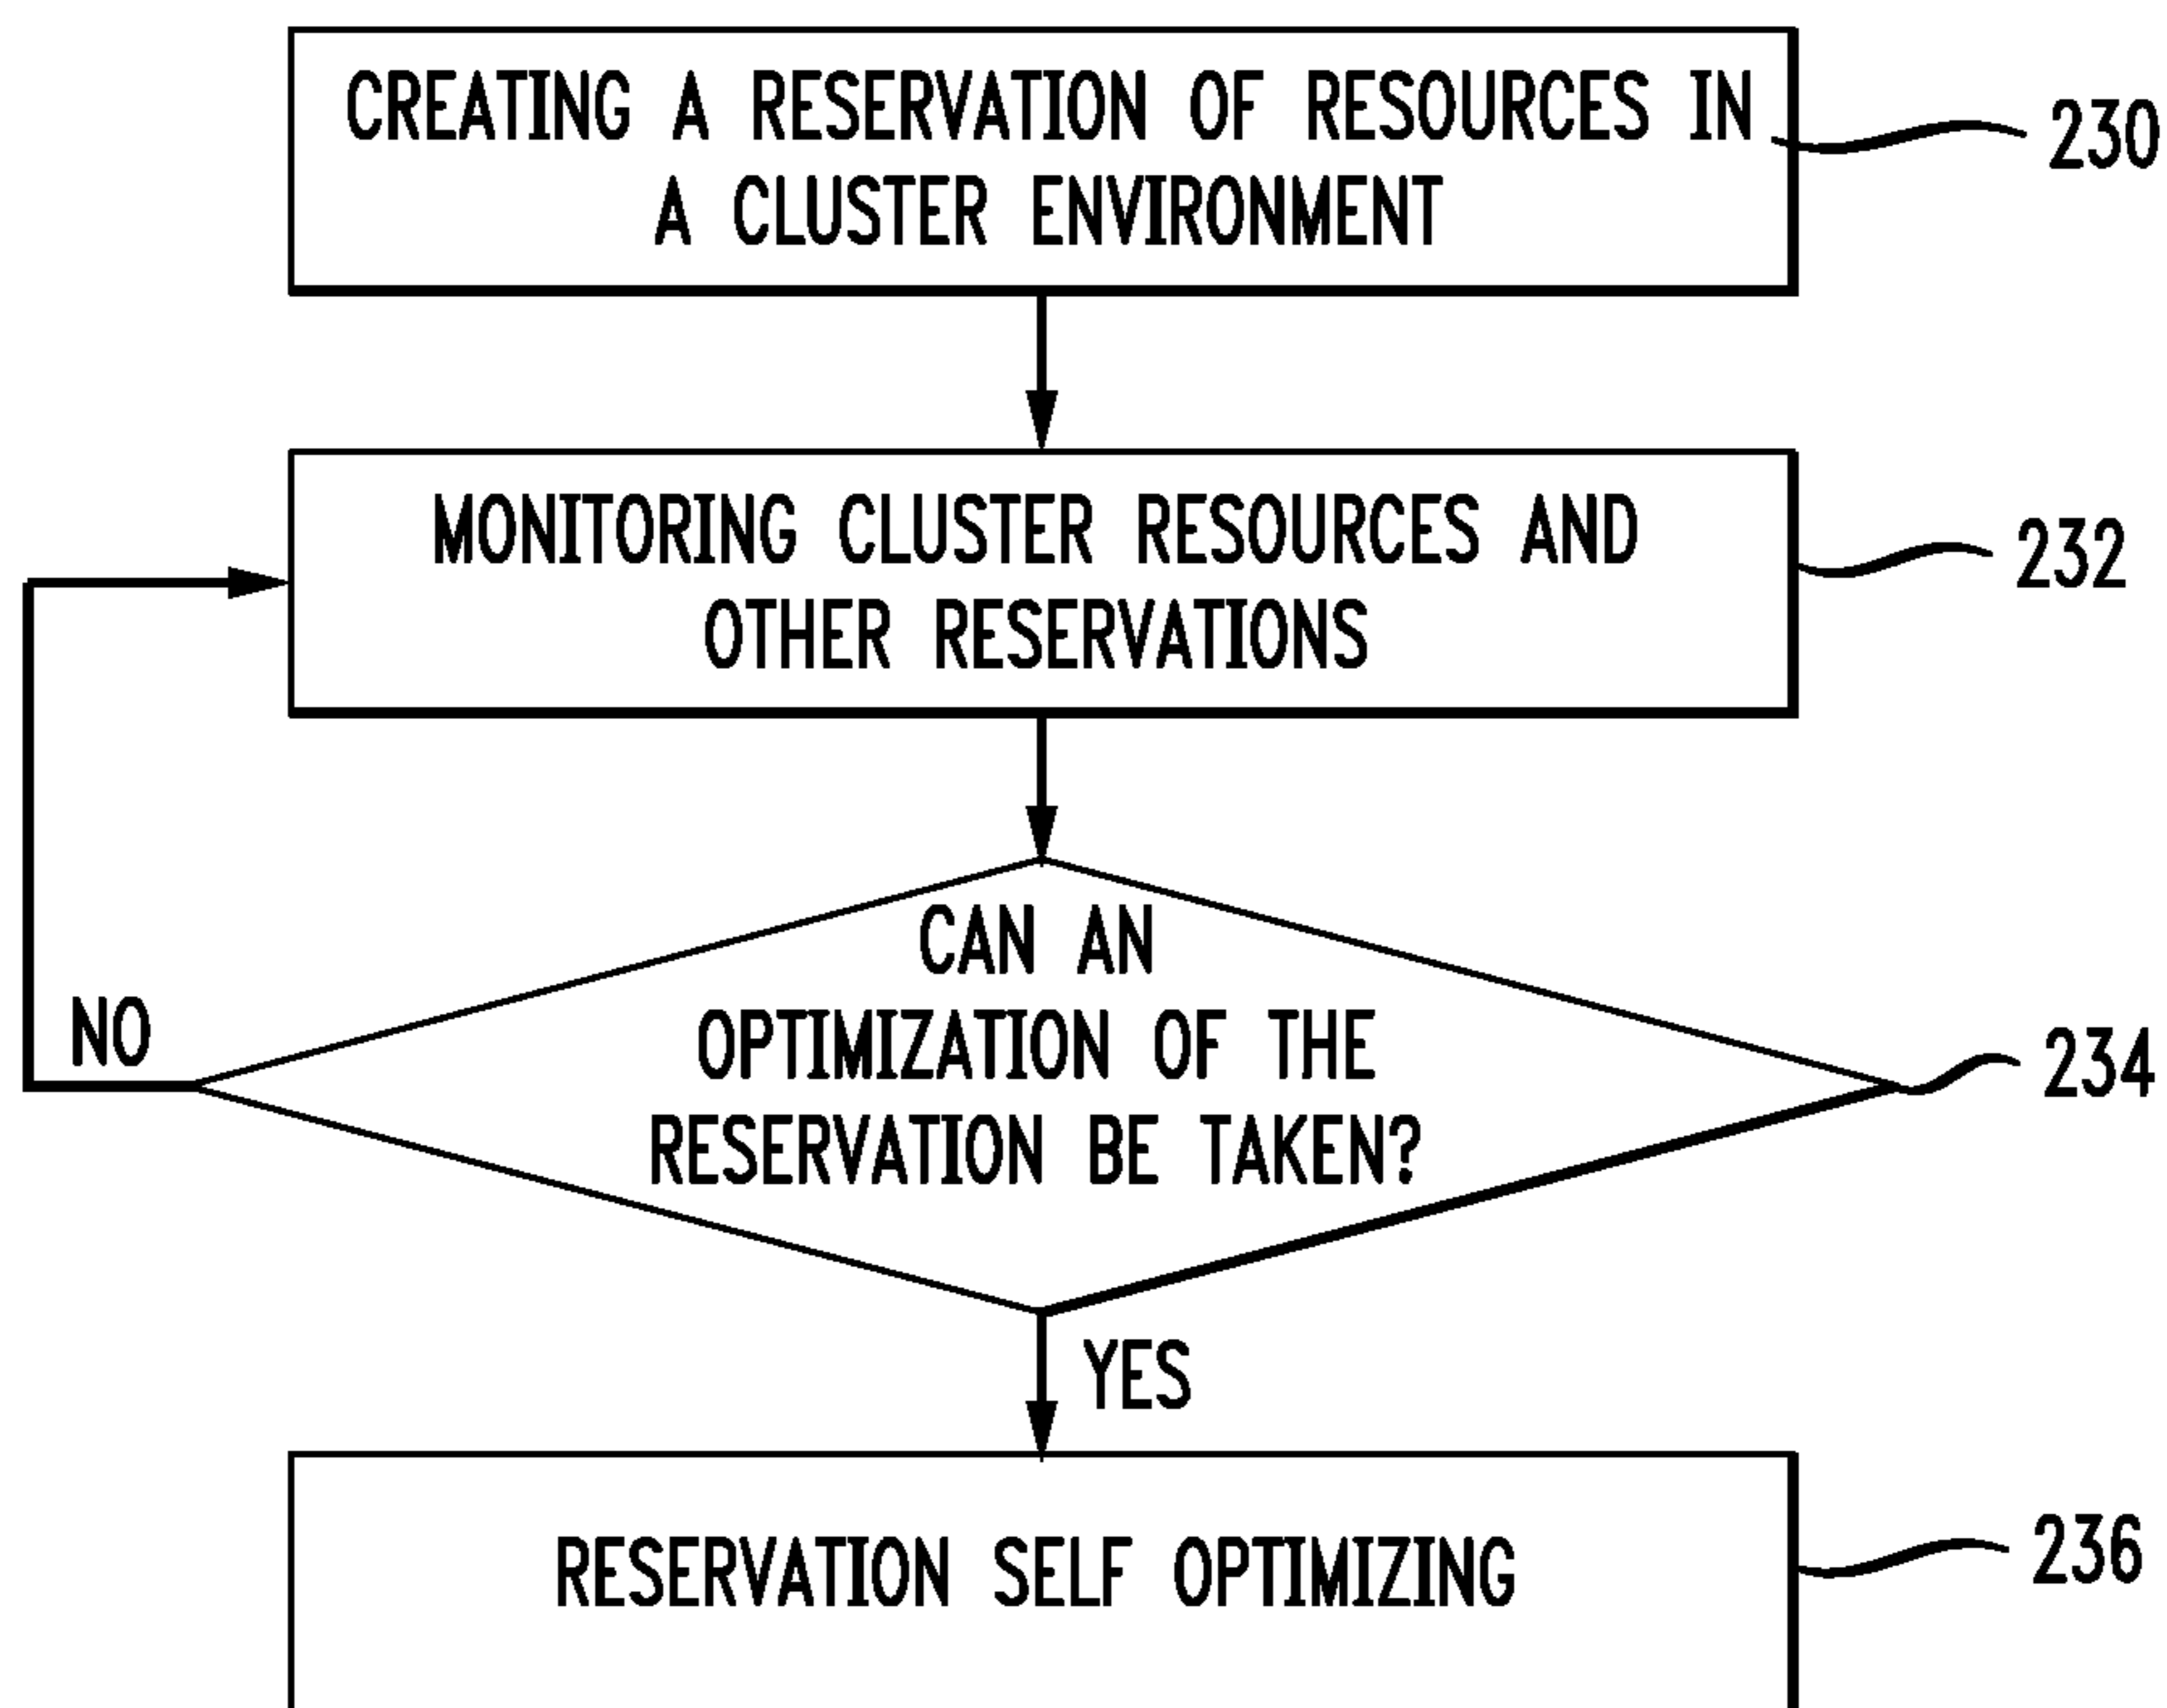 CREATING A RESERVATION OF RESOURCES IN
A CLUSTER ENVIRONMENT
230
MONITORING CLUSTER RESOURCES AND
OTHER RESERVATIONS
232
CAN AN
OPTIMIZATION OF THE
RESERVATION BE TAKEN?
234
NO
YES
RESERVATION SELF OPTIMIZING
236